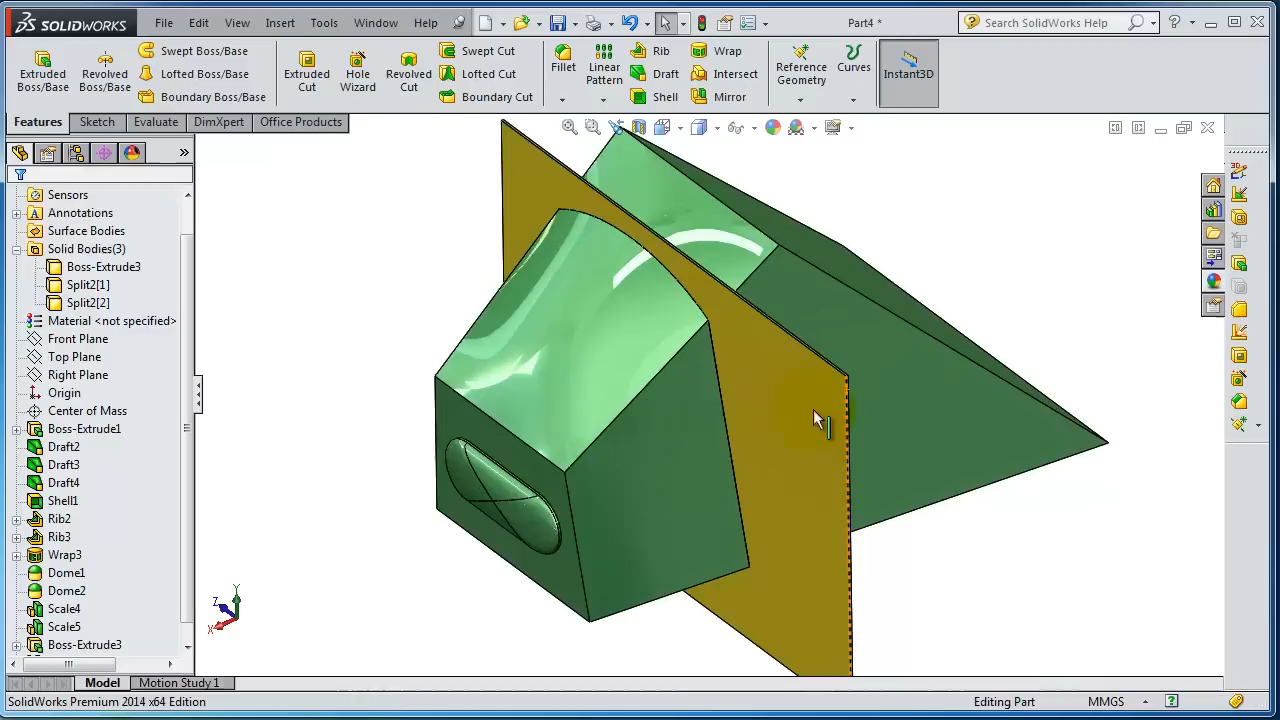 SOLIDWORKS File Edit View Insert Tools Window Help Part4 * Search SolidWorks Help
Extruded Boss/Base
Revolved Boss/Base
Swept Boss/Base
Lofted Boss/Base
Boundary Boss/Base
Extruded Cut
Hole Wizard
Revolved Cut
Swept Cut
Lofted Cut
Boundary Cut
Fillet
Linear Pattern
Rib
Draft
Shell
Wrap
Intersect
Mirror
Reference Geometry
Curves
Instant3D
Features Sketch Evaluate DimXpert Office Products
Sensors
Annotations
Surface Bodies
Solid Bodies(3)
Boss-Extrude3
Split2[1]
Split2[2]
Material <not specified>
Front Plane
Top Plane
Right Plane
Origin
Center of Mass
Boss-Extrude1
Draft2
Draft3
Draft4
Shell1
Rib2
Rib3
Wrap3
Dome1
Dome2
Scale4
Scale5
Boss-Extrude3
Y
Z
X
Model Motion Study 1
SolidWorks Premium 2014 x64 Edition Editing Part MMGS